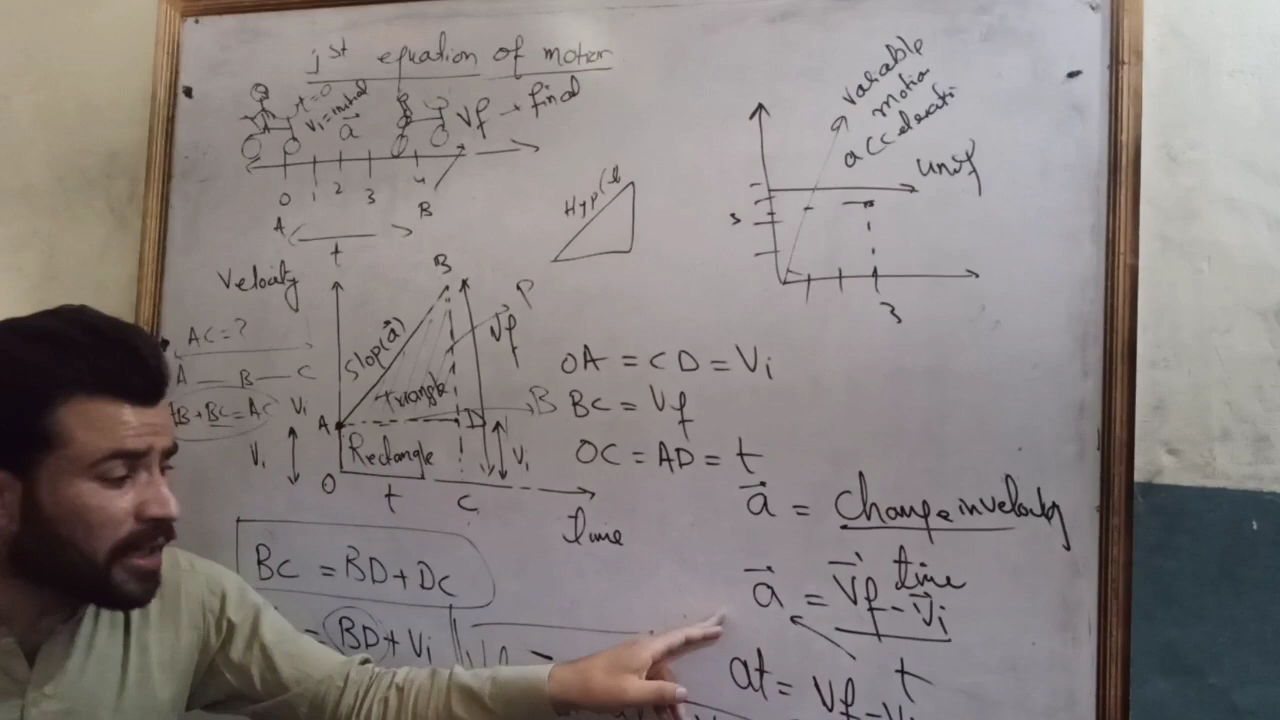 1st equation of motion
t=0
Vi=initial
a
Vf → final
0 1 2 3 4
A B
t
Hyp
variable
motion
unif
3
3
Velocity
B
P
AC=?
A — B — C
B+BC=AC
Slop(a)
Vf
triangle
B
Vi
A
D
Vi
Rectangle
Vi
O
t
C
Time
OA = CD = Vi
BC = Vf
OC = AD = t
a = Change in velocity
time
BC = BD+DC
a = Vf - Vi
t
= BD+Vi
Vf =
at = Vf - Vi